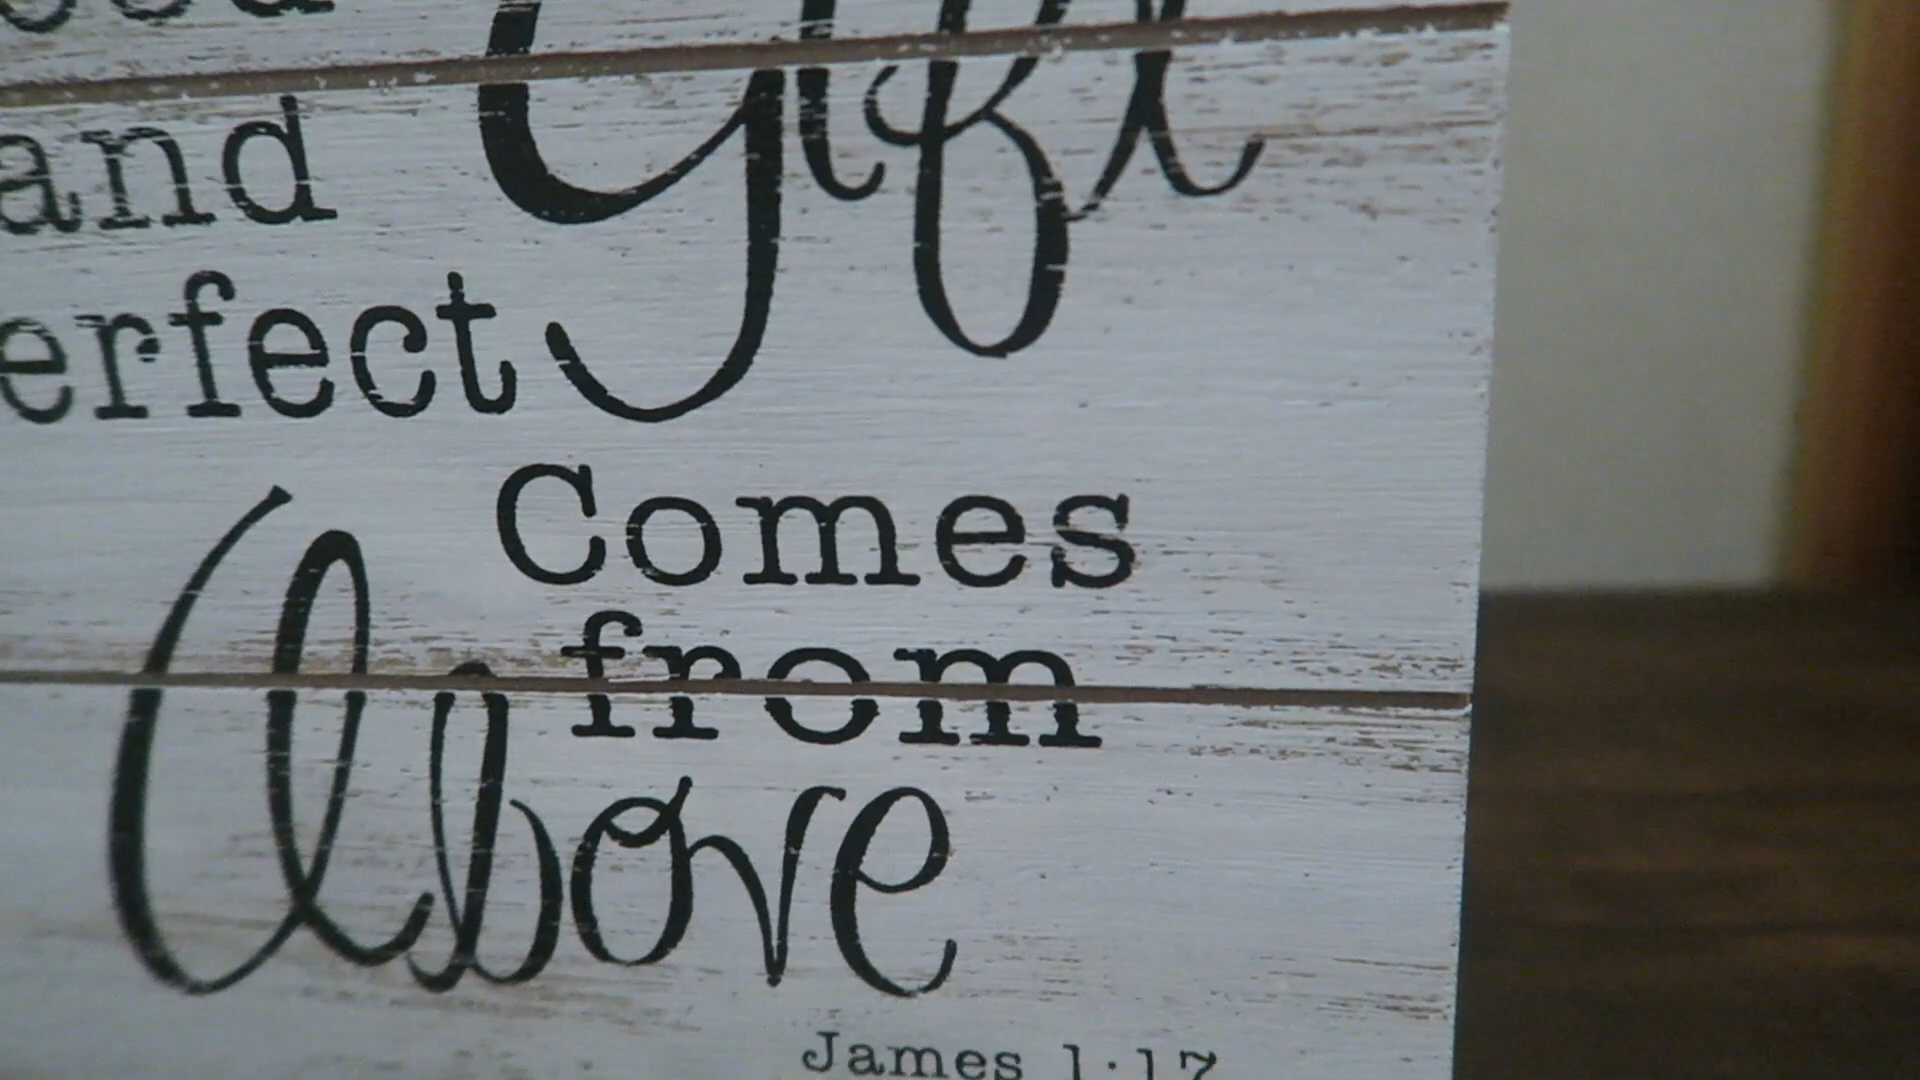 and Gift
erfect
Comes
from
Above
James 1:17